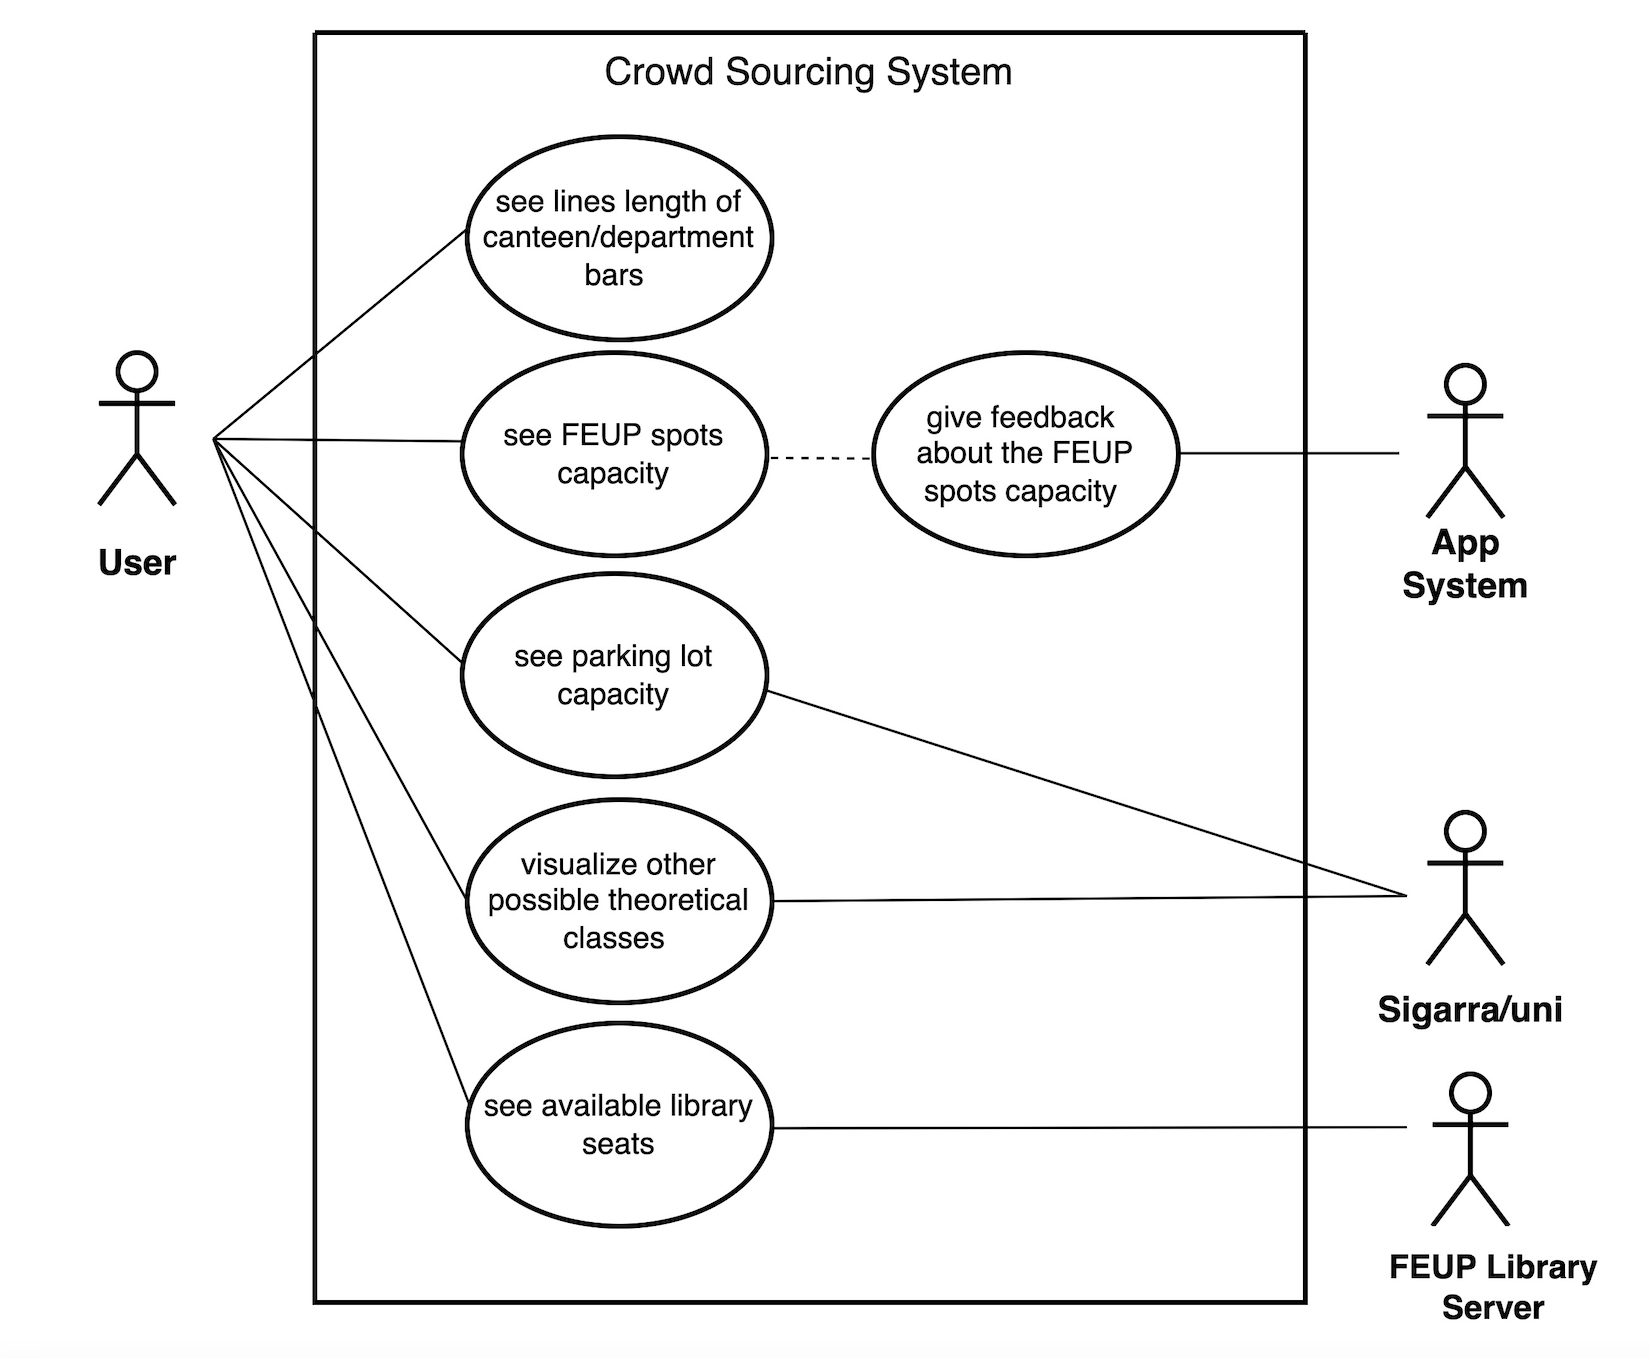 Crowd Sourcing System
see lines length of
canteen/department
bars
see FEUP spots
capacity
give feedback
about the FEUP
spots capacity
User
App
System
see parking lot
capacity
visualize other
possible theoretical
classes
Sigarra/uni
see available library
seats
FEUP Library
Server